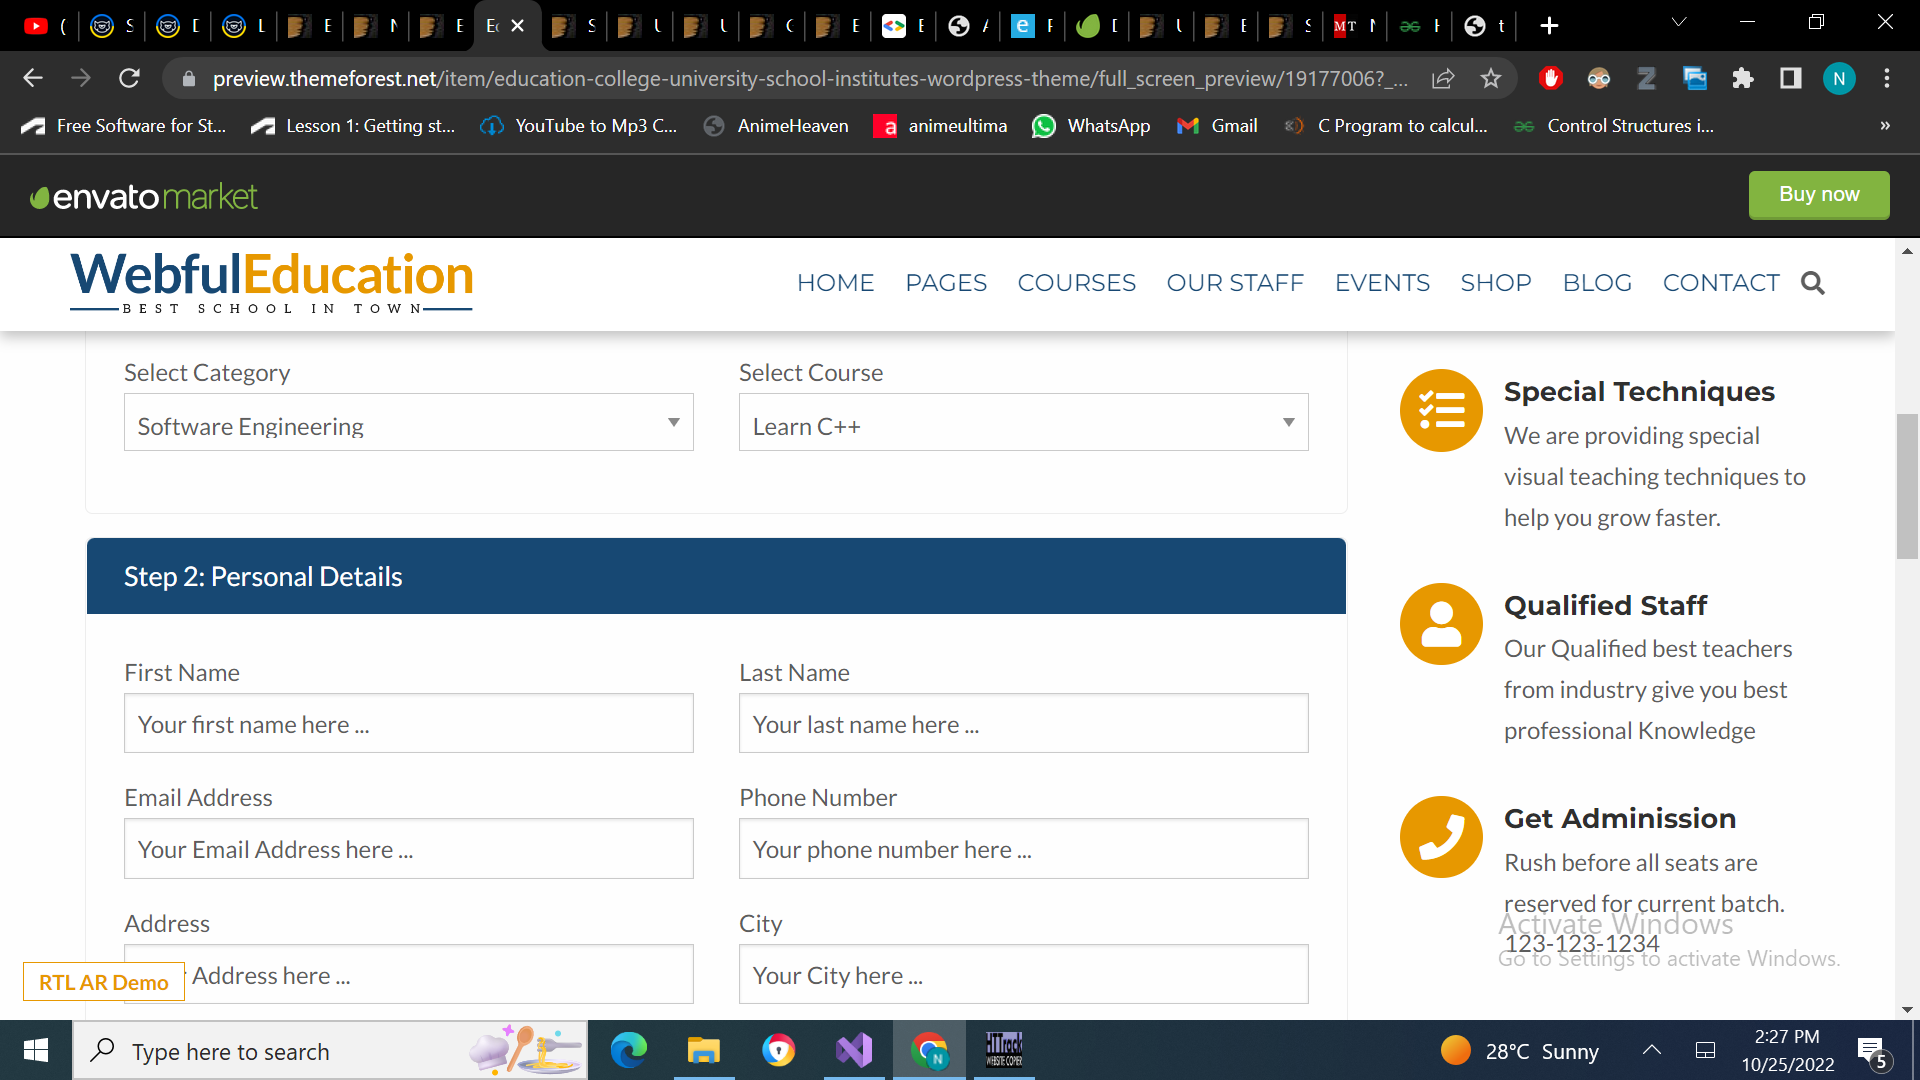 preview.themeforest.net/item/education-college-university-school-institutes-wordpress-theme/full_screen_preview/19177006?_...
N
Free Software for St...
Lesson 1: Getting st...
YouTube to Mp3 C...
AnimeHeaven
animeultima
WhatsApp
Gmail
C Program to calcul...
Control Structures i...
»
envato market
Buy now
WebfulEducation
BEST SCHOOL IN TOWN
HOME
PAGES
COURSES
OUR STAFF
EVENTS
SHOP
BLOG
CONTACT
Select Category
Select Course
Software Engineering
Learn C++
Step 2: Personal Details
First Name
Last Name
Your first name here ...
Your last name here ...
Email Address
Phone Number
Your Email Address here ...
Your phone number here ...
Address
City
Address here ...
Your City here ...
RTL AR Demo
Special Techniques
We are providing special
visual teaching techniques to
help you grow faster.
Qualified Staff
Our Qualified best teachers
from industry give you best
professional Knowledge
Get Adminission
Rush before all seats are
reserved for current batch.
123-123-1234
Activate Windows
Go to Settings to activate Windows.
Type here to search
HTTrack
WEBSITE COPIER
28°C Sunny
2:27 PM
10/25/2022
5